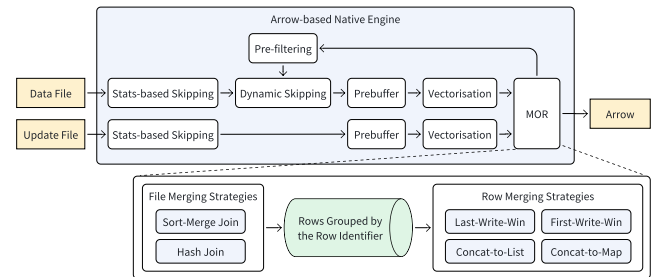 Arrow-based Native Engine
Pre-filtering
Data File
Stats-based Skipping
Dynamic Skipping
Prebuffer
Vectorisation
MOR
Arrow
Update File
Stats-based Skipping
Prebuffer
Vectorisation
File Merging Strategies
Sort-Merge Join
Hash Join
Rows Grouped by
the Row Identifier
Row Merging Strategies
Last-Write-Win
First-Write-Win
Concat-to-List
Concat-to-Map